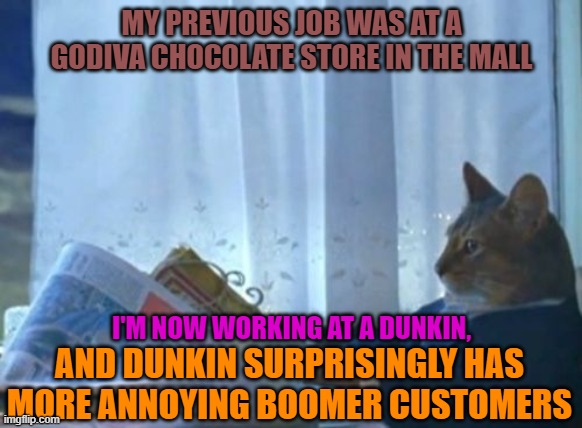 MY PREVIOUS JOB WAS AT A
GODIVA CHOCOLATE STORE IN THE MALL
I'M NOW WORKING AT A DUNKIN,
AND DUNKIN SURPRISINGLY HAS
MORE ANNOYING BOOMER CUSTOMERS
imgflip.com